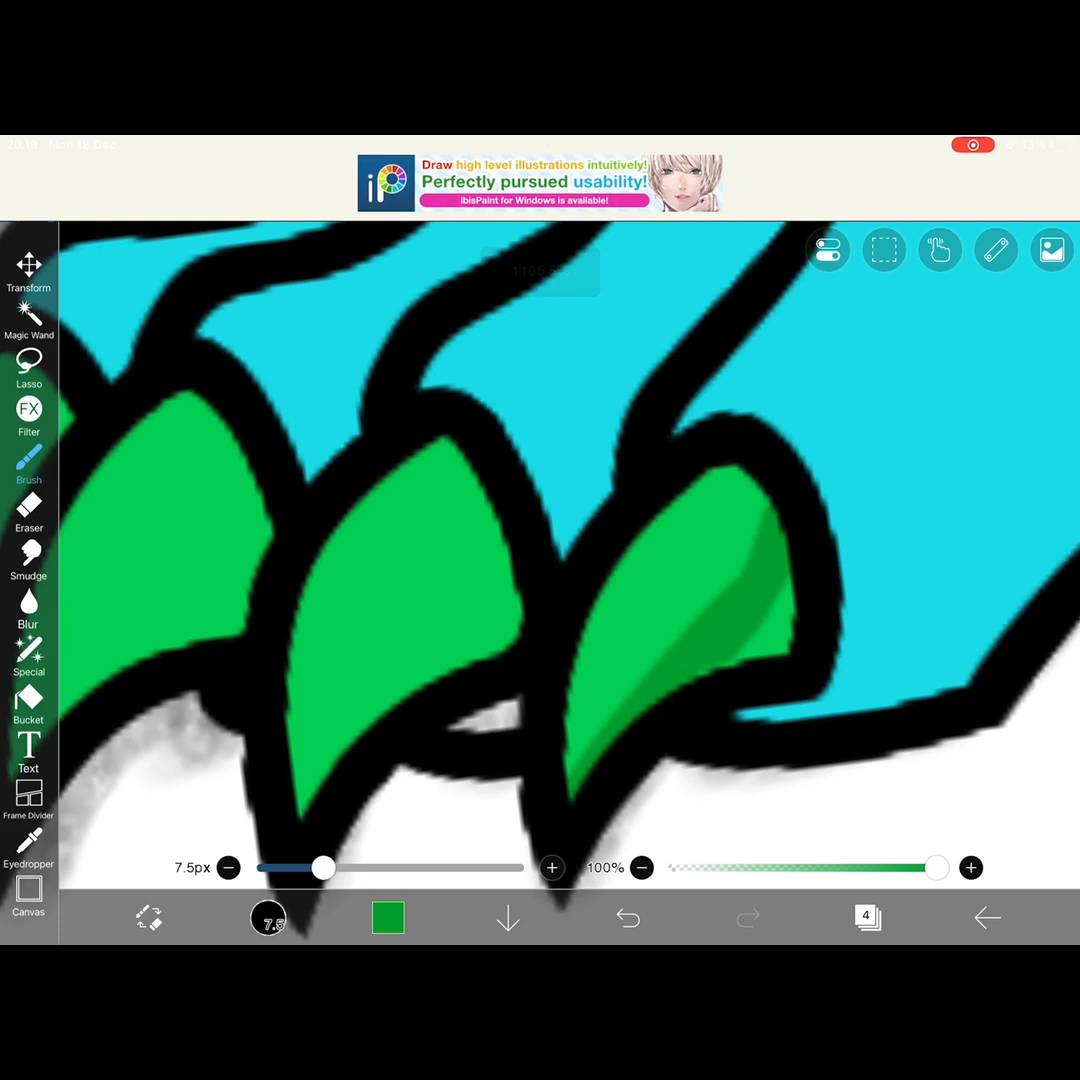 20.19 Mon 18 Dec
13%
Draw high level illustrations intuitively!
iP
Perfectly pursued usability!
ibisPaint for Windows is available!
Transform
Magic Wand
Lasso
FX
Filter
Brush
Eraser
Smudge
Blur
Special
Bucket
T
Text
Frame Divider
Eyedropper
Canvas
7.5px
100%
7.5
4